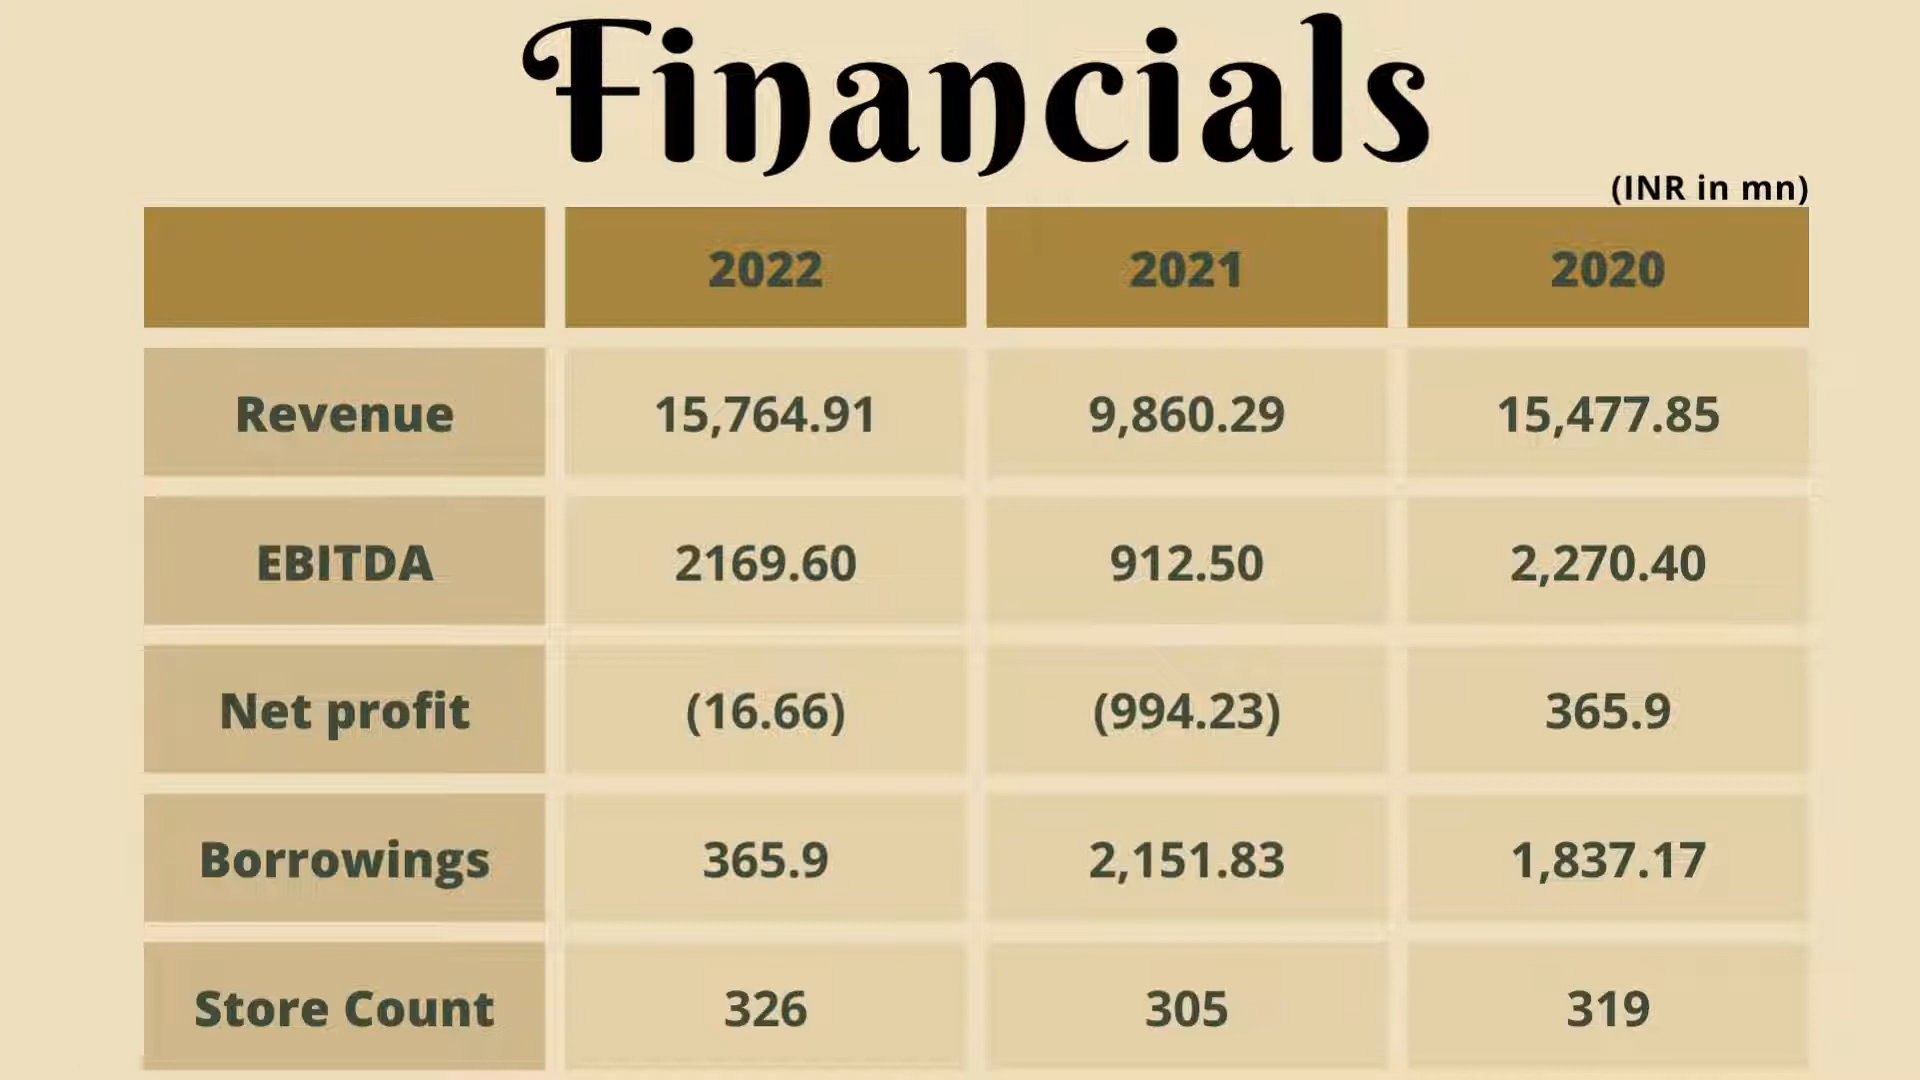 Financials
(INR in mn)
2022 2021 2020
Revenue 15,764.91 9,860.29 15,477.85
EBITDA 2169.60 912.50 2,270.40
Net profit (16.66) (994.23) 365.9
Borrowings 365.9 2,151.83 1,837.17
Store Count 326 305 319